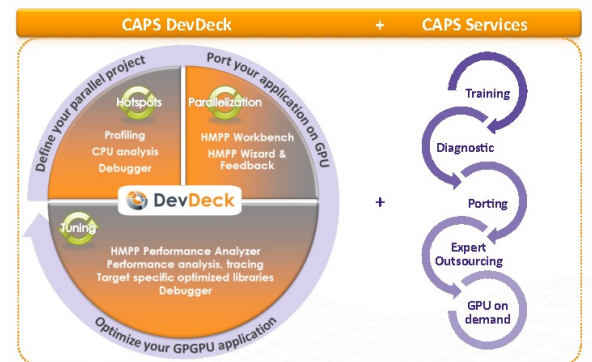 CAPS DevDeck + CAPS Services
Define your parallel project
Port your application on GPU
Hotspots
Profiling
CPU analysis
Debugger
Parallelization
HMPP Workbench
HMPP Wizard &
Feedback
DevDeck
Tuning
HMPP Performance Analyzer
Performance analysis, tracing
Target specific optimized libraries
Debugger
Optimize your GPGPU application
+
Training
Diagnostic
Porting
Expert
Outsourcing
GPU on
demand